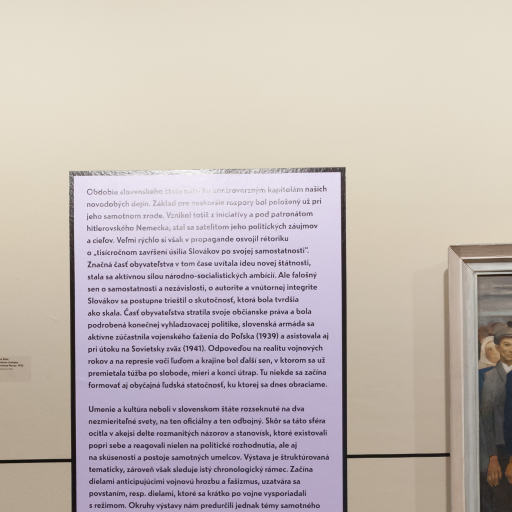 Obdobie slovenského štátu patrí ku kontroverzným kapitolám našich
novodobých dejín. Základ pre neskoršie rozpory bol položený už pri
jeho samotnom zrode. Vznikol totiž z iniciatívy a pod patronátom
hitlerovského Nemecka, stal sa satelitom jeho politických záujmov
a cieľov. Veľmi rýchlo si však v propagande osvojil rétoriku
o „tisícročnom zavŕšení úsilia Slovákov po svojej samostatnosti“.
Značná časť obyvateľstva v tom čase uvítala ideu novej štátnosti,
stala sa aktívnou silou národno-socialistických ambícií. Ale falošný
sen o samostatnosti a nezávislosti, o autorite a vnútornej integrite
Slovákov sa postupne trieštil o skutočnosť, ktorá bola tvrdšia
ako skala. Časť obyvateľstva stratila svoje občianske práva a bola
podrobená konečnej vyhladzovacej politike, slovenská armáda sa
aktívne zúčastnila vojenského ťaženia do Poľska (1939) a asistovala aj
pri útoku na Sovietsky zväz (1941). Odpoveďou na realitu vojnových
rokov a na represie voči ľuďom a krajine bol ďalší sen, v ktorom sa už
premietala túžba po slobode, mieri a konci útrap. Tu niekde sa začína
formovať aj obyčajná ľudská statočnosť, ku ktorej sa dnes obraciame.
Umenie a kultúra neboli v slovenskom štáte rozseknuté na dva
nezmieriteľné svety, na ten oficiálny a ten odbojný. Skôr sa táto sféra
ocitla v akejsi delte rozmanitých názorov a stanovísk, ktoré existovali
popri sebe a reagovali nielen na politické rozhodnutia, ale aj
na skúsenosti a postoje samotných umelcov. Výstava je štruktúrovaná
tematicky, zároveň však sleduje istý chronologický rámec. Začína
dielami anticipujúcimi vojnovú hrozbu a fašizmus, uzatvára sa
povstaním, resp. dielami, ktoré sa krátko po vojne vysporiadali
s režimom. Okruhy výstavy nám predurčili jednak témy samotného